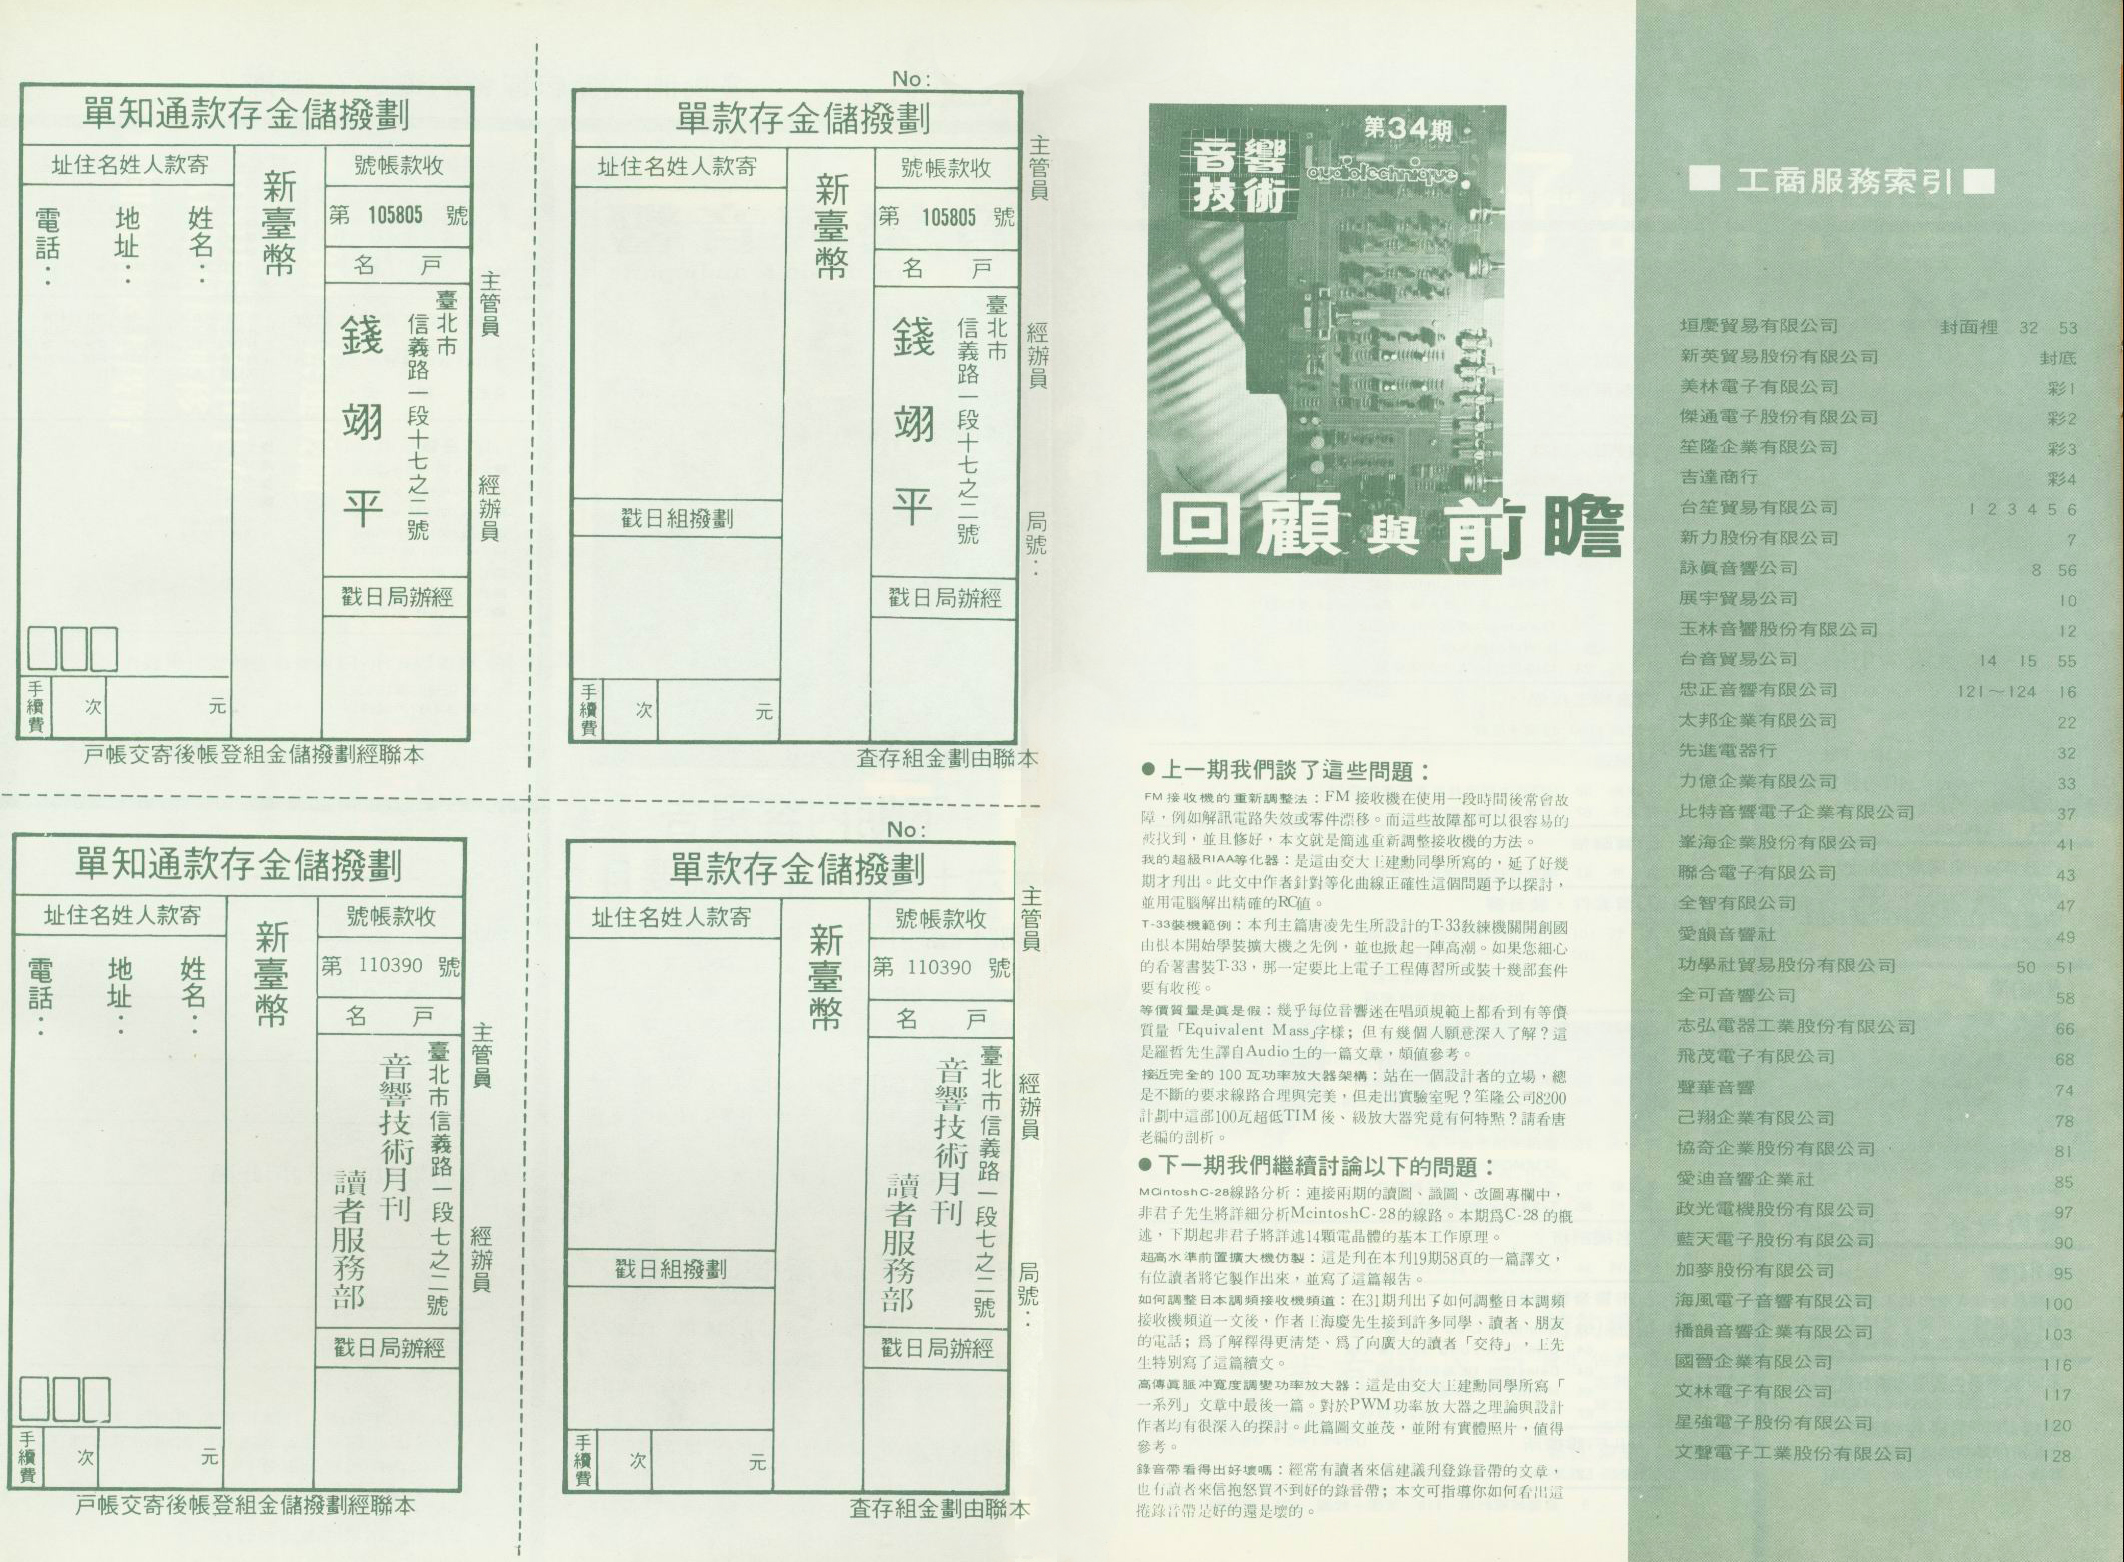 單知通款存金儲撥劃
址住名姓人款寄
新臺幣
號帳款收
第 105805 號
名 戸
姓名：
地址：
電話：
臺北市
信義路一段十七之二號
錢翊平
戳日局辦經
手續費
次
元
主管員
經辦員
戸帳交寄後帳登組金儲撥劃經聯本
No:
單款存金儲撥劃
址住名姓人款寄
新臺幣
號帳款收
第 105805 號
名 戸
臺北市
信義路一段十七之二號
錢翊平
戳日組撥劃
戳日局辦經
手續費
次
元
主管員
經辦員
局號：
查存組金劃由聯本
單知通款存金儲撥劃
址住名姓人款寄
新臺幣
號帳款收
第 110390 號
名 戸
姓名：
地址：
電話：
臺北市信義路一段七之二號
音響技術月刊
讀者服務部
戳日局辦經
手續費
次
元
主管員
經辦員
戸帳交寄後帳登組金儲撥劃經聯本
No:
單款存金儲撥劃
址住名姓人款寄
新臺幣
號帳款收
第 110390 號
名 戸
臺北市信義路一段七之二號
音響技術月刊
讀者服務部
戳日組撥劃
戳日局辦經
手續費
次
元
主管員
經辦員
局號：
查存組金劃由聯本
第34期
音響
技術
audiotechnique
回顧與前瞻
●上一期我們談了這些問題：
FM接收機的重新調整法：FM 接收機在使用一段時間後常會故
障，例如解訊電路失效或零件漂移。而這些故障都可以很容易的
被找到，並且修好，本文就是簡述重新調整接收機的方法。
我的超級RIAA等化器：是這由交大王建勳同學所寫的，延了好幾
期才刊出。此文中作者針對等化曲線正確性這個問題予以探討，
並用電腦解出精確的RC值。
T-33裝機範例：本刊主篇唐凌先生所設計的T-33敎練機關開創國
由根本開始學裝擴大機之先例，並也掀起一陣高潮。如果您細心
的看著書裝T-33，那一定要比上電子工程傳習所或裝十幾部套件
要有收穫。
等價質量是眞是假：幾乎每位音響迷在唱頭規範上都看到有等價
質量「Equivalent Mass」字樣；但有幾個人願意深入了解？這
是羅哲先生譯自Audio上的一篇文章，頗值參考。
接近完全的100瓦功率放大器架構：站在一個設計者的立場，總
是不斷的要求線路合理與完美，但走出實驗室呢？笙隆公司8200
計劃中這部100瓦超低TIM後、級放大器究竟有何特點？請看唐
老編的剖析。
●下一期我們繼續討論以下的問題：
MCintoshC-28線路分析：連接兩期的讀圖、識圖、改圖專欄中，
非君子先生將詳細分析McintoshC-28的線路。本期爲C-28 的概
述，下期起非君子將詳述14顆電晶體的基本工作原理。
超高水準前置擴大機仿製：這是刊在本刊19期58頁的一篇譯文，
有位讀者將它製作出來，並寫了這篇報告。
如何調整日本調頻接收機頻道：在31期刊出了如何調整日本調頻
接收機頻道一文後，作者王海慶先生接到許多同學、讀者、朋友
的電話；爲了解釋得更清楚、爲了向廣大的讀者「交待」，王先
生特別寫了這篇續文。
高傳眞脈冲寬度調變功率放大器：這是由交大王建勳同學所寫「
一系列」文章中最後一篇。對於PWM功率放大器之理論與設計
作者均有很深入的探討。此篇圖文並茂，並附有實體照片，値得
參考。
錄音帶看得出好壞嗎：經常有讀者來信建議刊登錄音帶的文章，
也有讀者來信抱怨買不到好的錄音帶；本文可指導你如何看出這
捲錄音帶是好的還是壞的。
■ 工商服務索引 ■
垣慶貿易有限公司 封面裡 32 53
新英貿易股份有限公司 封底
美林電子有限公司 彩1
傑通電子股份有限公司 彩2
笙隆企業有限公司 彩3
吉達商行 彩4
台笙貿易有限公司 1 2 3 4 5 6
新力股份有限公司 7
詠眞音響公司 8 56
展宇貿易公司 10
玉林音響股份有限公司 12
台音貿易公司 14 15 55
忠正音響有限公司 121～124 16
太邦企業有限公司 22
先進電器行 32
力億企業有限公司 33
比特音響電子企業有限公司 37
峯海企業股份有限公司 41
聯合電子有限公司 43
全智有限公司 47
愛韻音響社 49
功學社貿易股份有限公司 50 51
全可音響公司 58
志弘電器工業股份有限公司 66
飛茂電子有限公司 68
聲華音響 74
己翔企業有限公司 78
協奇企業股份有限公司 81
愛迪音響企業社 85
政光電機股份有限公司 97
藍天電子股份有限公司 90
加麥股份有限公司 95
海風電子音響有限公司 100
播韻音響企業有限公司 103
國晉企業有限公司 116
文林電子有限公司 117
星強電子股份有限公司 120
文聲電子工業股份有限公司 128